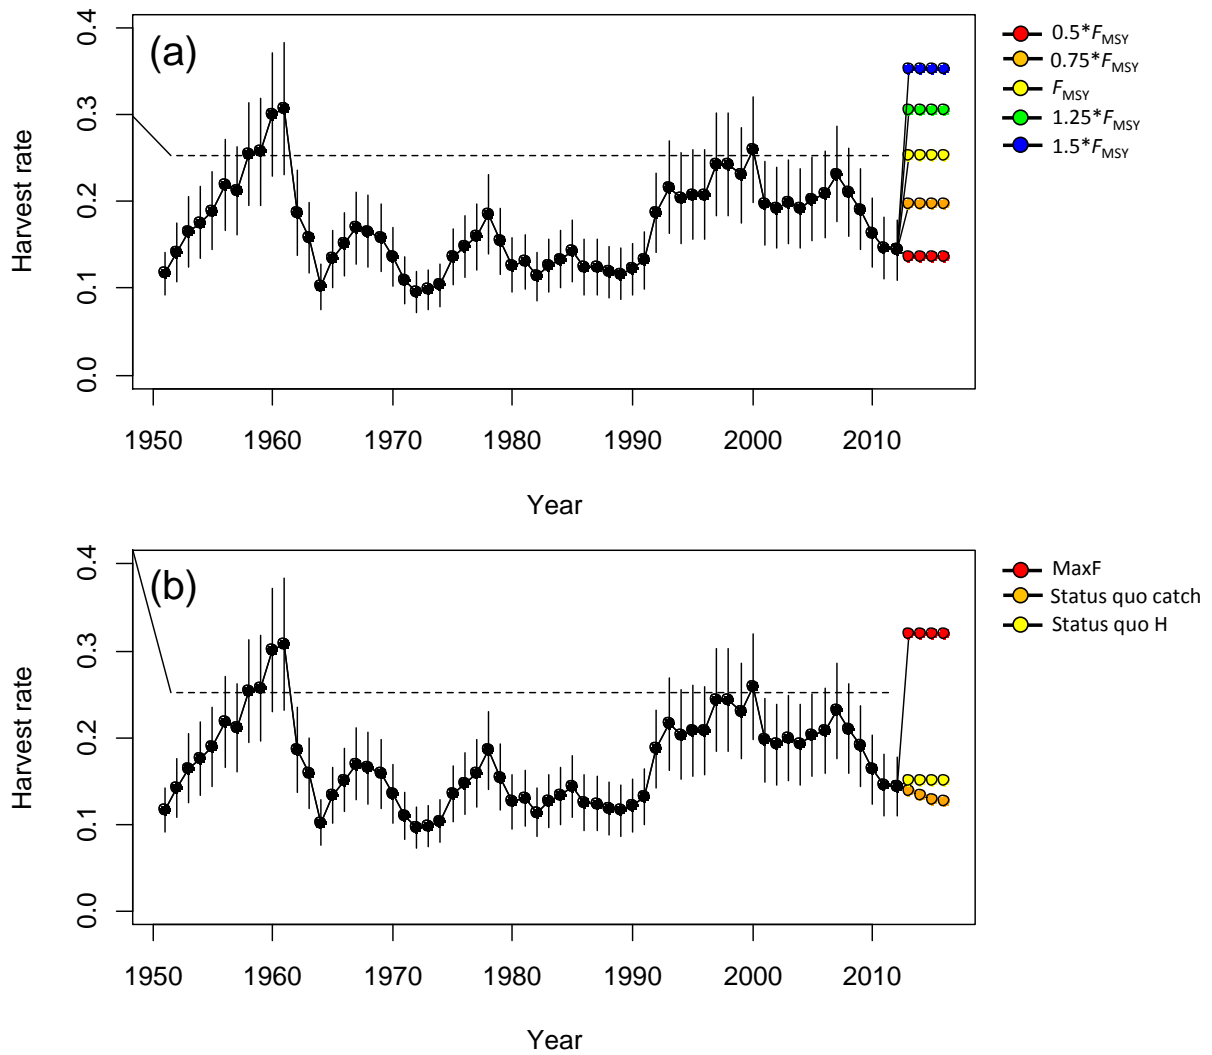 (a)
0.4
0.3
0.2
0.1
0.0
Harvest rate
1950 1960 1970 1980 1990 2000 2010
Year
0.5*FMSY
0.75*FMSY
FMSY
1.25*FMSY
1.5*FMSY
(b)
0.4
0.3
0.2
0.1
0.0
Harvest rate
1950 1960 1970 1980 1990 2000 2010
Year
MaxF
Status quo catch
Status quo H